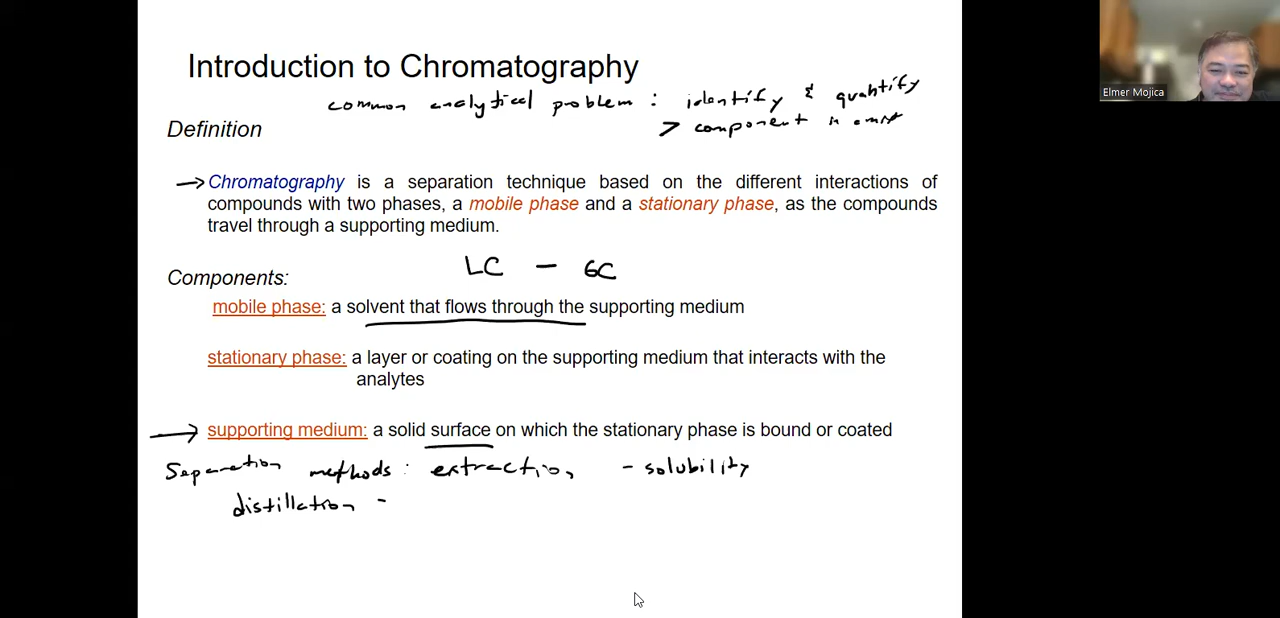 Introduction to Chromatography
common analytical problem : identify & quantify
> component in
Definition
→ Chromatography is a separation technique based on the different interactions of
compounds with two phases, a mobile phase and a stationary phase, as the compounds
travel through a supporting medium.
LC – GC
Components:
mobile phase: a solvent that flows through the supporting medium
stationary phase: a layer or coating on the supporting medium that interacts with the
analytes
→ supporting medium: a solid surface on which the stationary phase is bound or coated
Separation methods : extraction, - solubility
distillation -
Elmer Mojica